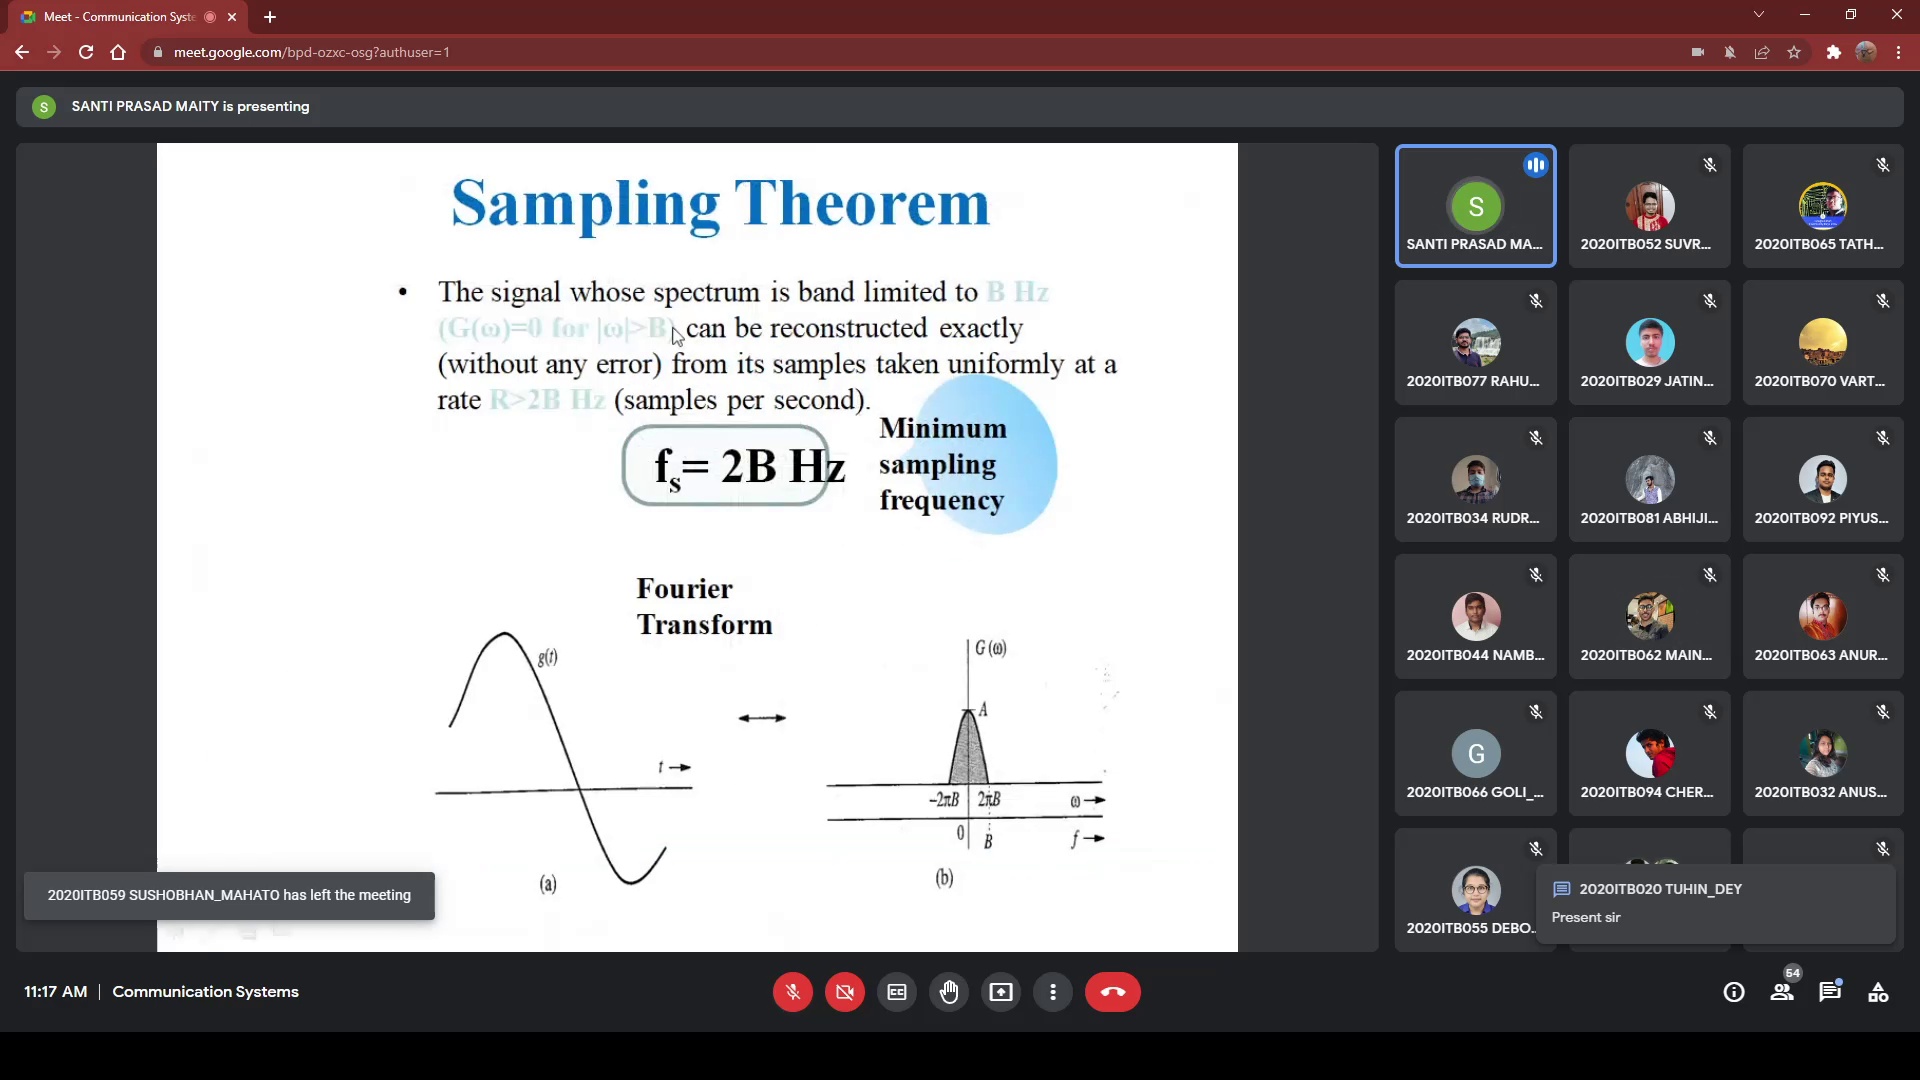 Meet - Communication Syste
meet.google.com/bpd-ozxc-osg?authuser=1
S
SANTI PRASAD MAITY is presenting
Sampling Theorem
• The signal whose spectrum is band limited to B Hz
(G(ω)=0 for |ω|>B) can be reconstructed exactly
(without any error) from its samples taken uniformly at a
rate R>2B Hz (samples per second).
fs= 2B Hz
Minimum
sampling
frequency
Fourier
Transform
g(t)
t
(a)
G (ω)
A
-2πB 2πB ω
0 B f
(b)
S
SANTI PRASAD MA...
2020ITB052 SUVR...
2020ITB065 TATH...
2020ITB077 RAHU...
2020ITB029 JATIN...
2020ITB070 VART...
2020ITB034 RUDR...
2020ITB081 ABHIJI...
2020ITB092 PIYUS...
2020ITB044 NAMB...
2020ITB062 MAIN...
2020ITB063 ANUR...
G
2020ITB066 GOLI_...
2020ITB094 CHER...
2020ITB032 ANUS...
2020ITB055 DEBO...
2020ITB020 TUHIN_DEY
Present sir
2020ITB059 SUSHOBHAN_MAHATO has left the meeting
11:17 AM | Communication Systems
54